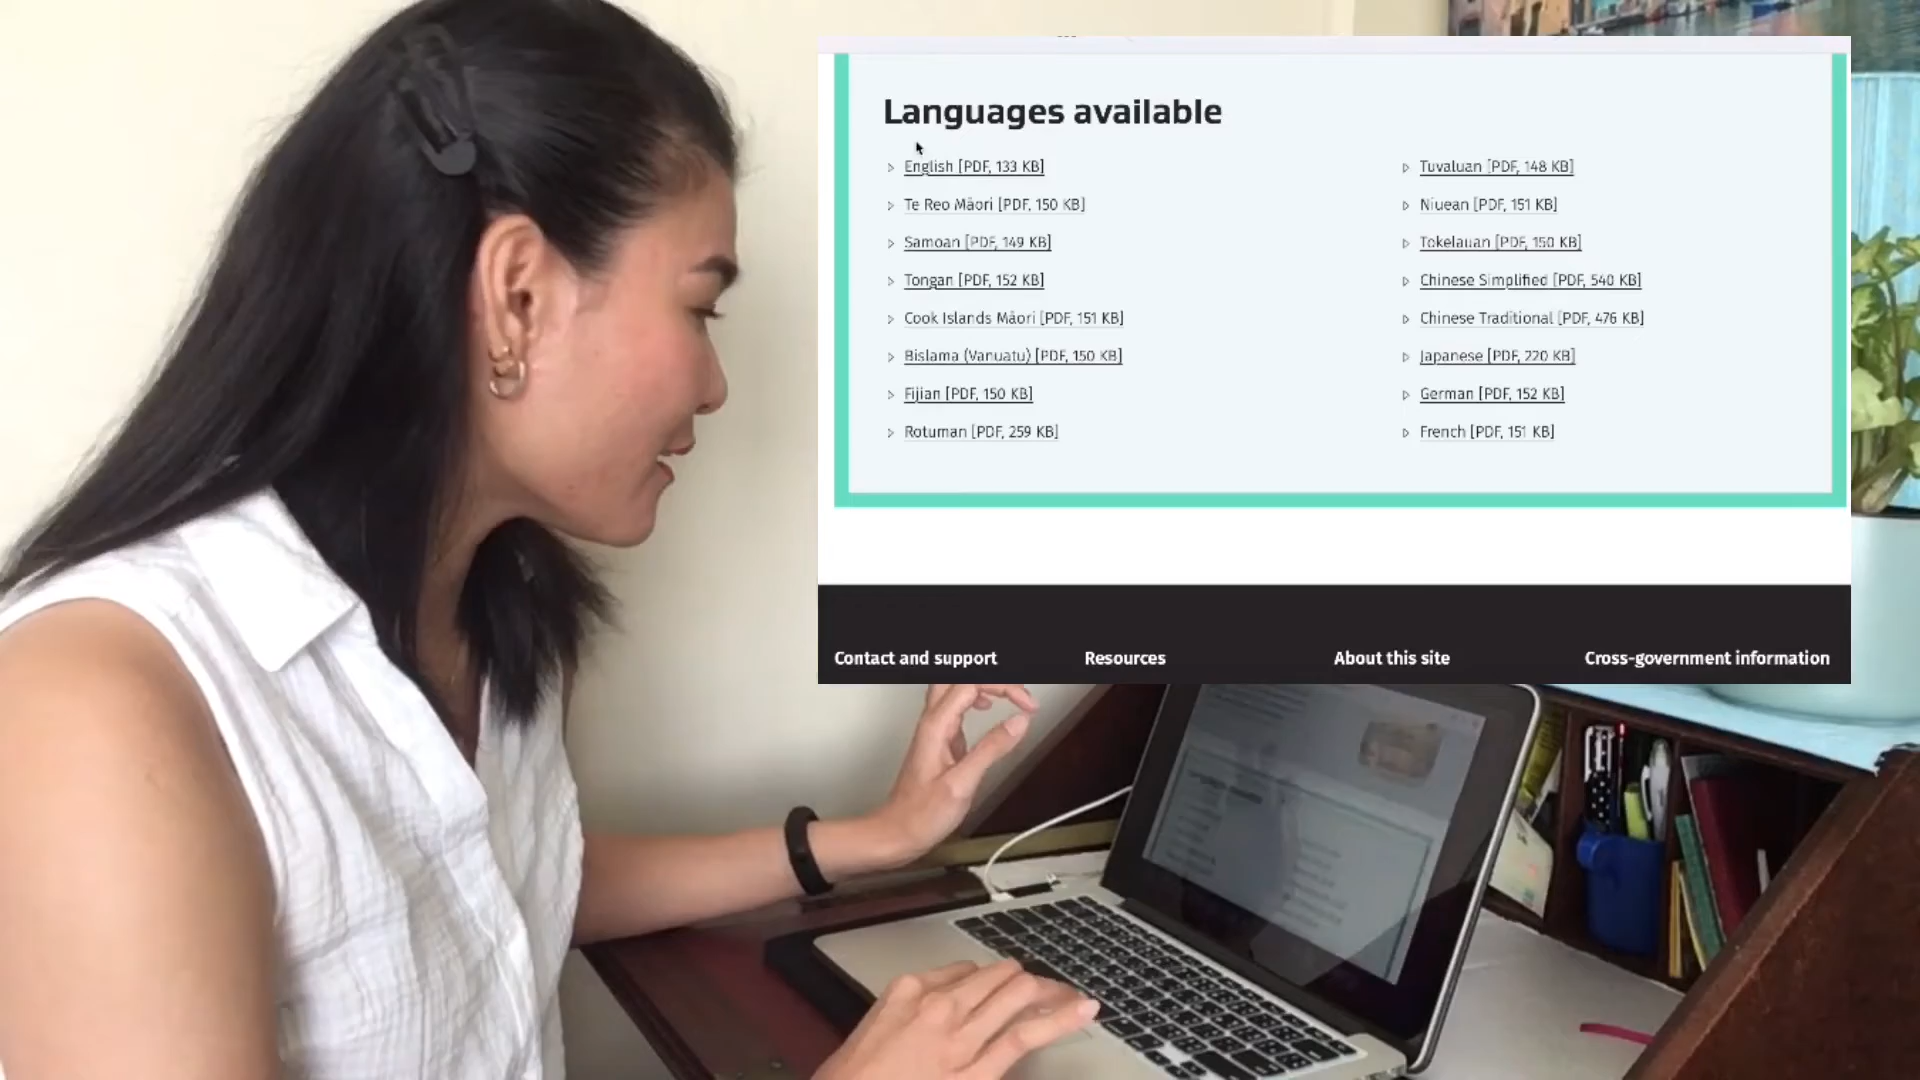 Languages available
English [PDF, 133 KB]
Te Reo Māori [PDF, 150 KB]
Samoan [PDF, 149 KB]
Tongan [PDF, 152 KB]
Cook Islands Māori [PDF, 151 KB]
Bislama (Vanuatu) [PDF, 150 KB]
Fijian [PDF, 150 KB]
Rotuman [PDF, 259 KB]
Tuvaluan [PDF, 148 KB]
Niuean [PDF, 151 KB]
Tokelauan [PDF, 150 KB]
Chinese Simplified [PDF, 540 KB]
Chinese Traditional [PDF, 476 KB]
Japanese [PDF, 220 KB]
German [PDF, 152 KB]
French [PDF, 151 KB]
Contact and support
Resources
About this site
Cross-government information